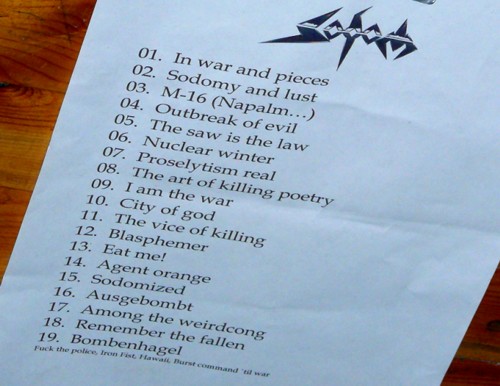 Sodom
01. In war and pieces
02. Sodomy and lust
03. M-16 (Napalm...)
04. Outbreak of evil
05. The saw is the law
06. Nuclear winter
07. Proselytism real
08. The art of killing poetry
09. I am the war
10. City of god
11. The vice of killing
12. Blasphemer
13. Eat me!
14. Agent orange
15. Sodomized
16. Ausgebombt
17. Among the weirdcong
18. Remember the fallen
19. Bombenhagel
Fuck the police, Iron Fist, Hawaii, Burst command ´til war